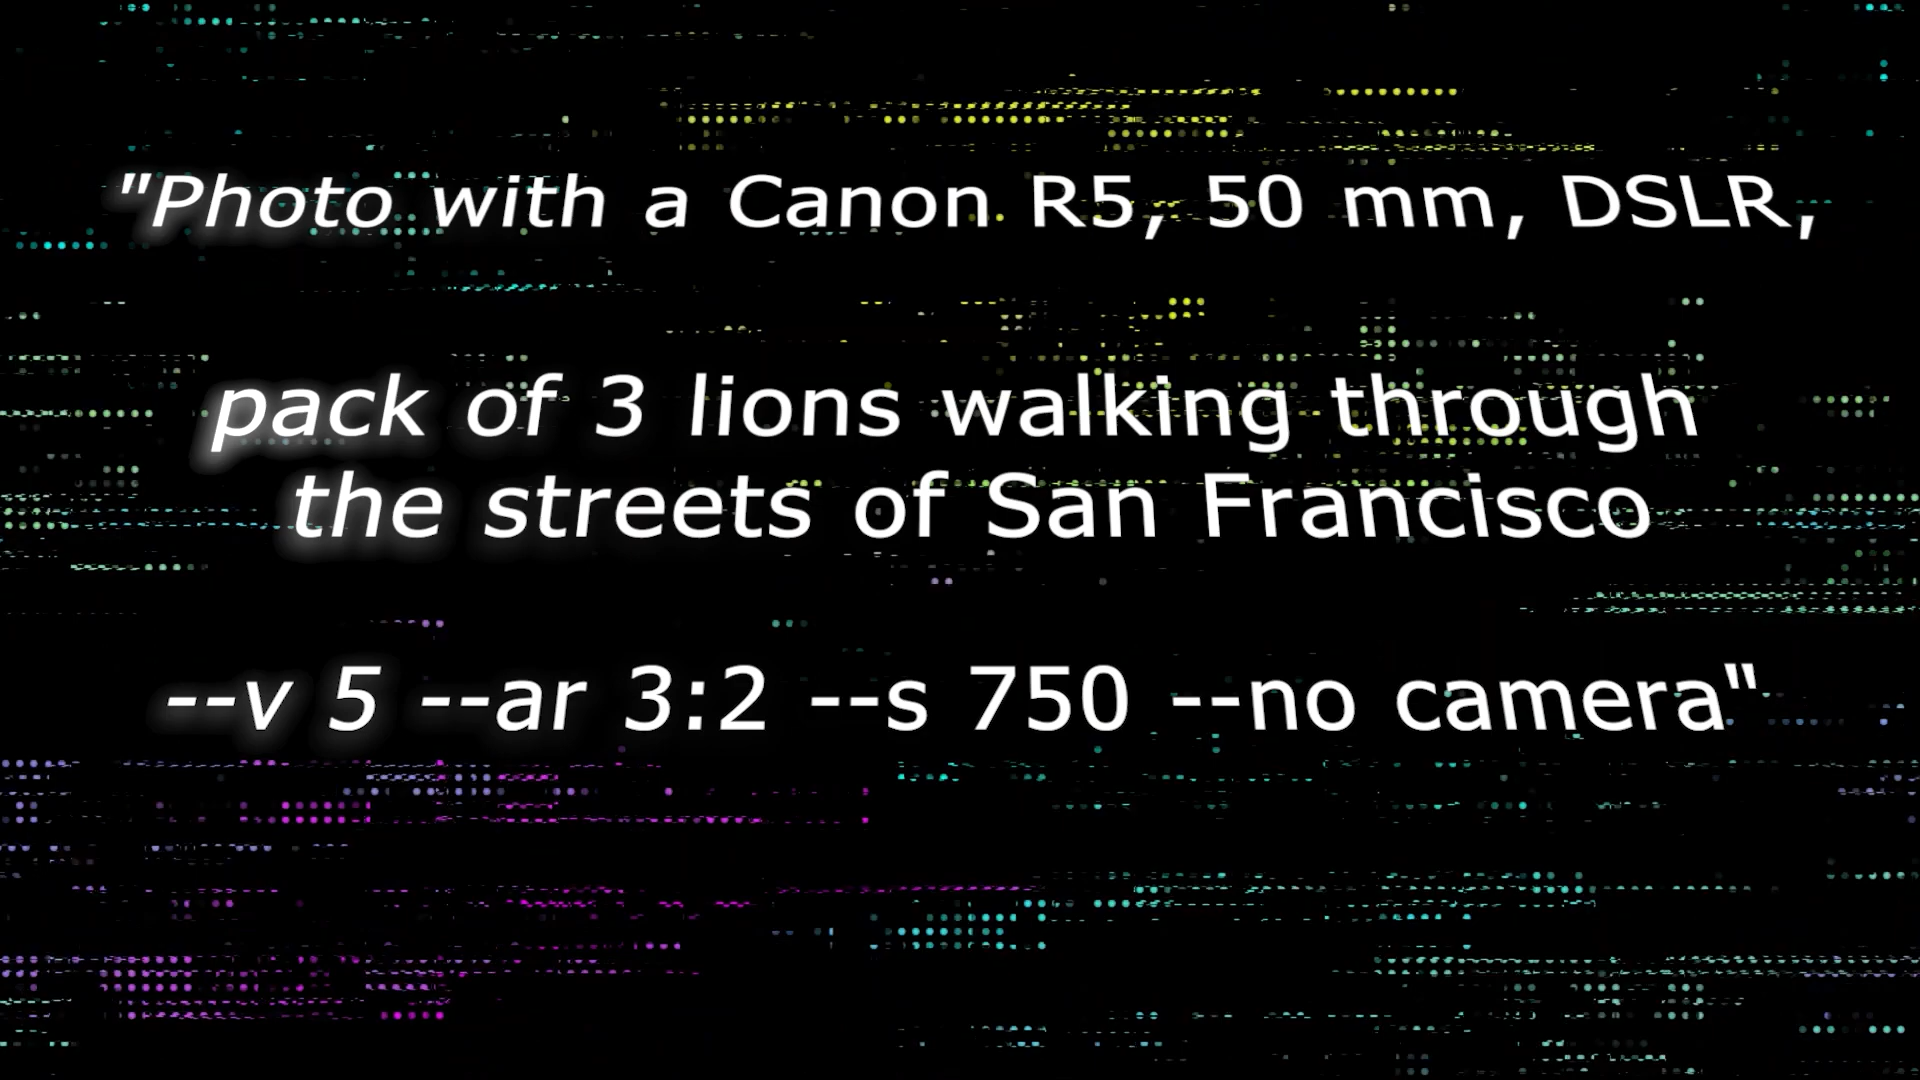 "Photo with a Canon R5, 50 mm, DSLR,
pack of 3 lions walking through
the streets of San Francisco
--v 5 --ar 3:2 --s 750 --no camera"